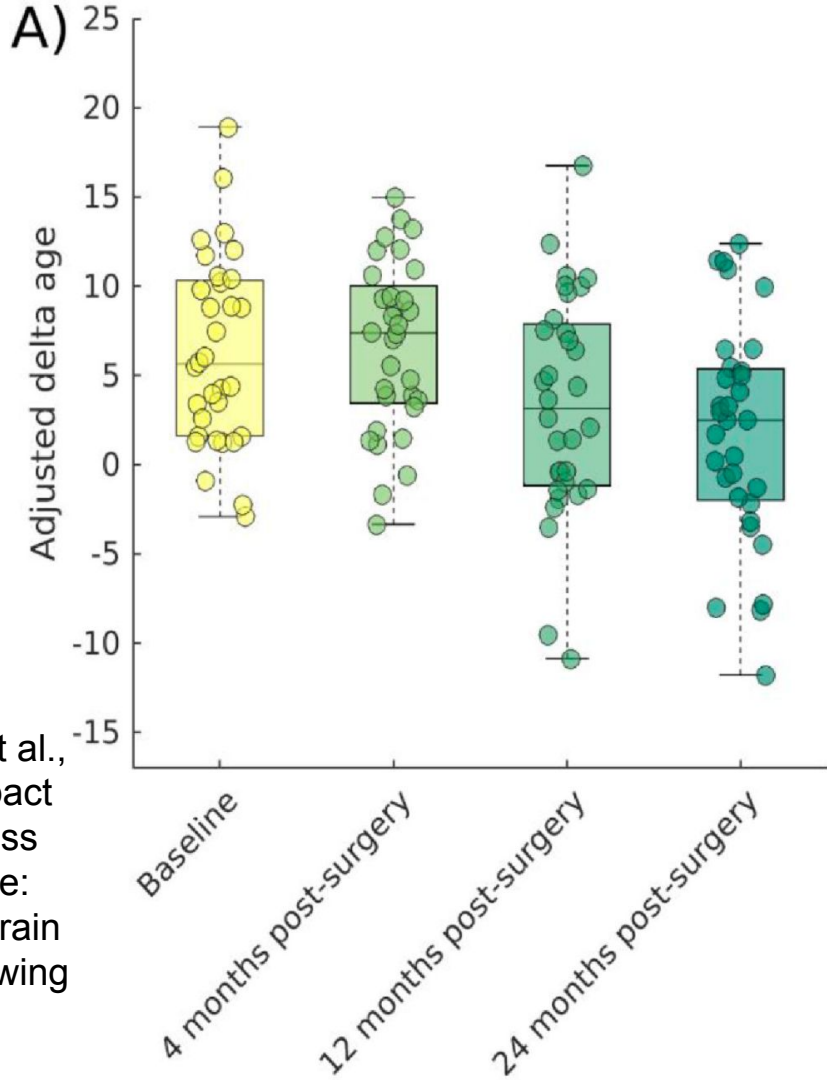 A)
25
20
15
10
5
0
-5
-10
-15
Adjusted delta age
Baseline
4 months post-surgery
12 months post-surgery
24 months post-surgery
t al.,
pact
ss
e:
rain
wing